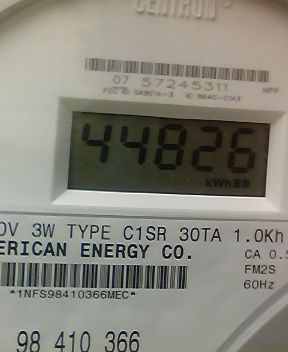 CENTRON®
07 57245311
44826
kWh
0V 3W TYPE C1SR 30TA 1.0Kh
ERICAN ENERGY CO. CA 0.5
FM2S
*1NFS98410366MEC* 60Hz
98 410 366